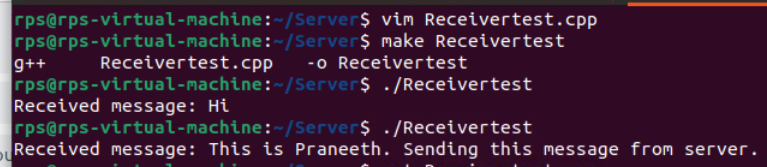 rps@rps-virtual-machine:~/Server$ vim Receivertest.cpp
rps@rps-virtual-machine:~/Server$ make Receivertest
g++     Receivertest.cpp   -o Receivertest
rps@rps-virtual-machine:~/Server$ ./Receivertest
Received message: Hi
rps@rps-virtual-machine:~/Server$ ./Receivertest
Received message: This is Praneeth. Sending this message from server.